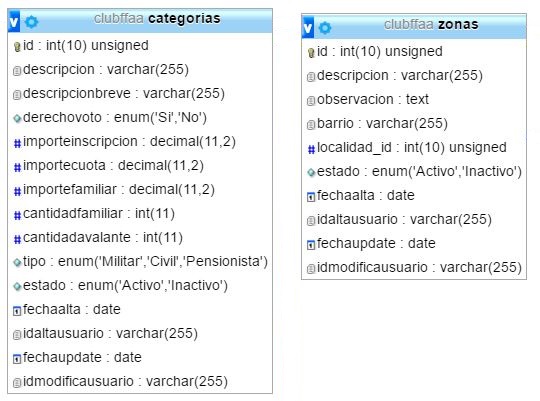 clubffaa categorias
id : int(10) unsigned
descripcion : varchar(255)
descripcionbreve : varchar(255)
derechovoto : enum('Si','No')
importeinscripcion : decimal(11,2)
importecuota : decimal(11,2)
importefamiliar : decimal(11,2)
cantidadfamiliar : int(11)
cantidadavalante : int(11)
tipo : enum('Militar','Civil','Pensionista')
estado : enum('Activo','Inactivo')
fechaalta : date
idaltausuario : varchar(255)
fechaupdate : date
idmodificausuario : varchar(255)
clubffaa zonas
id : int(10) unsigned
descripcion : varchar(255)
observacion : text
barrio : varchar(255)
localidad_id : int(10) unsigned
estado : enum('Activo','Inactivo')
fechaalta : date
idaltausuario : varchar(255)
fechaupdate : date
idmodificausuario : varchar(255)